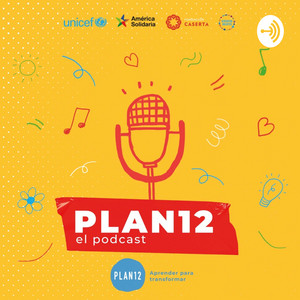 unicef
América
Solidaria
CASERTA
PLAN12
el podcast
PLAN12
Aprender para
transformar